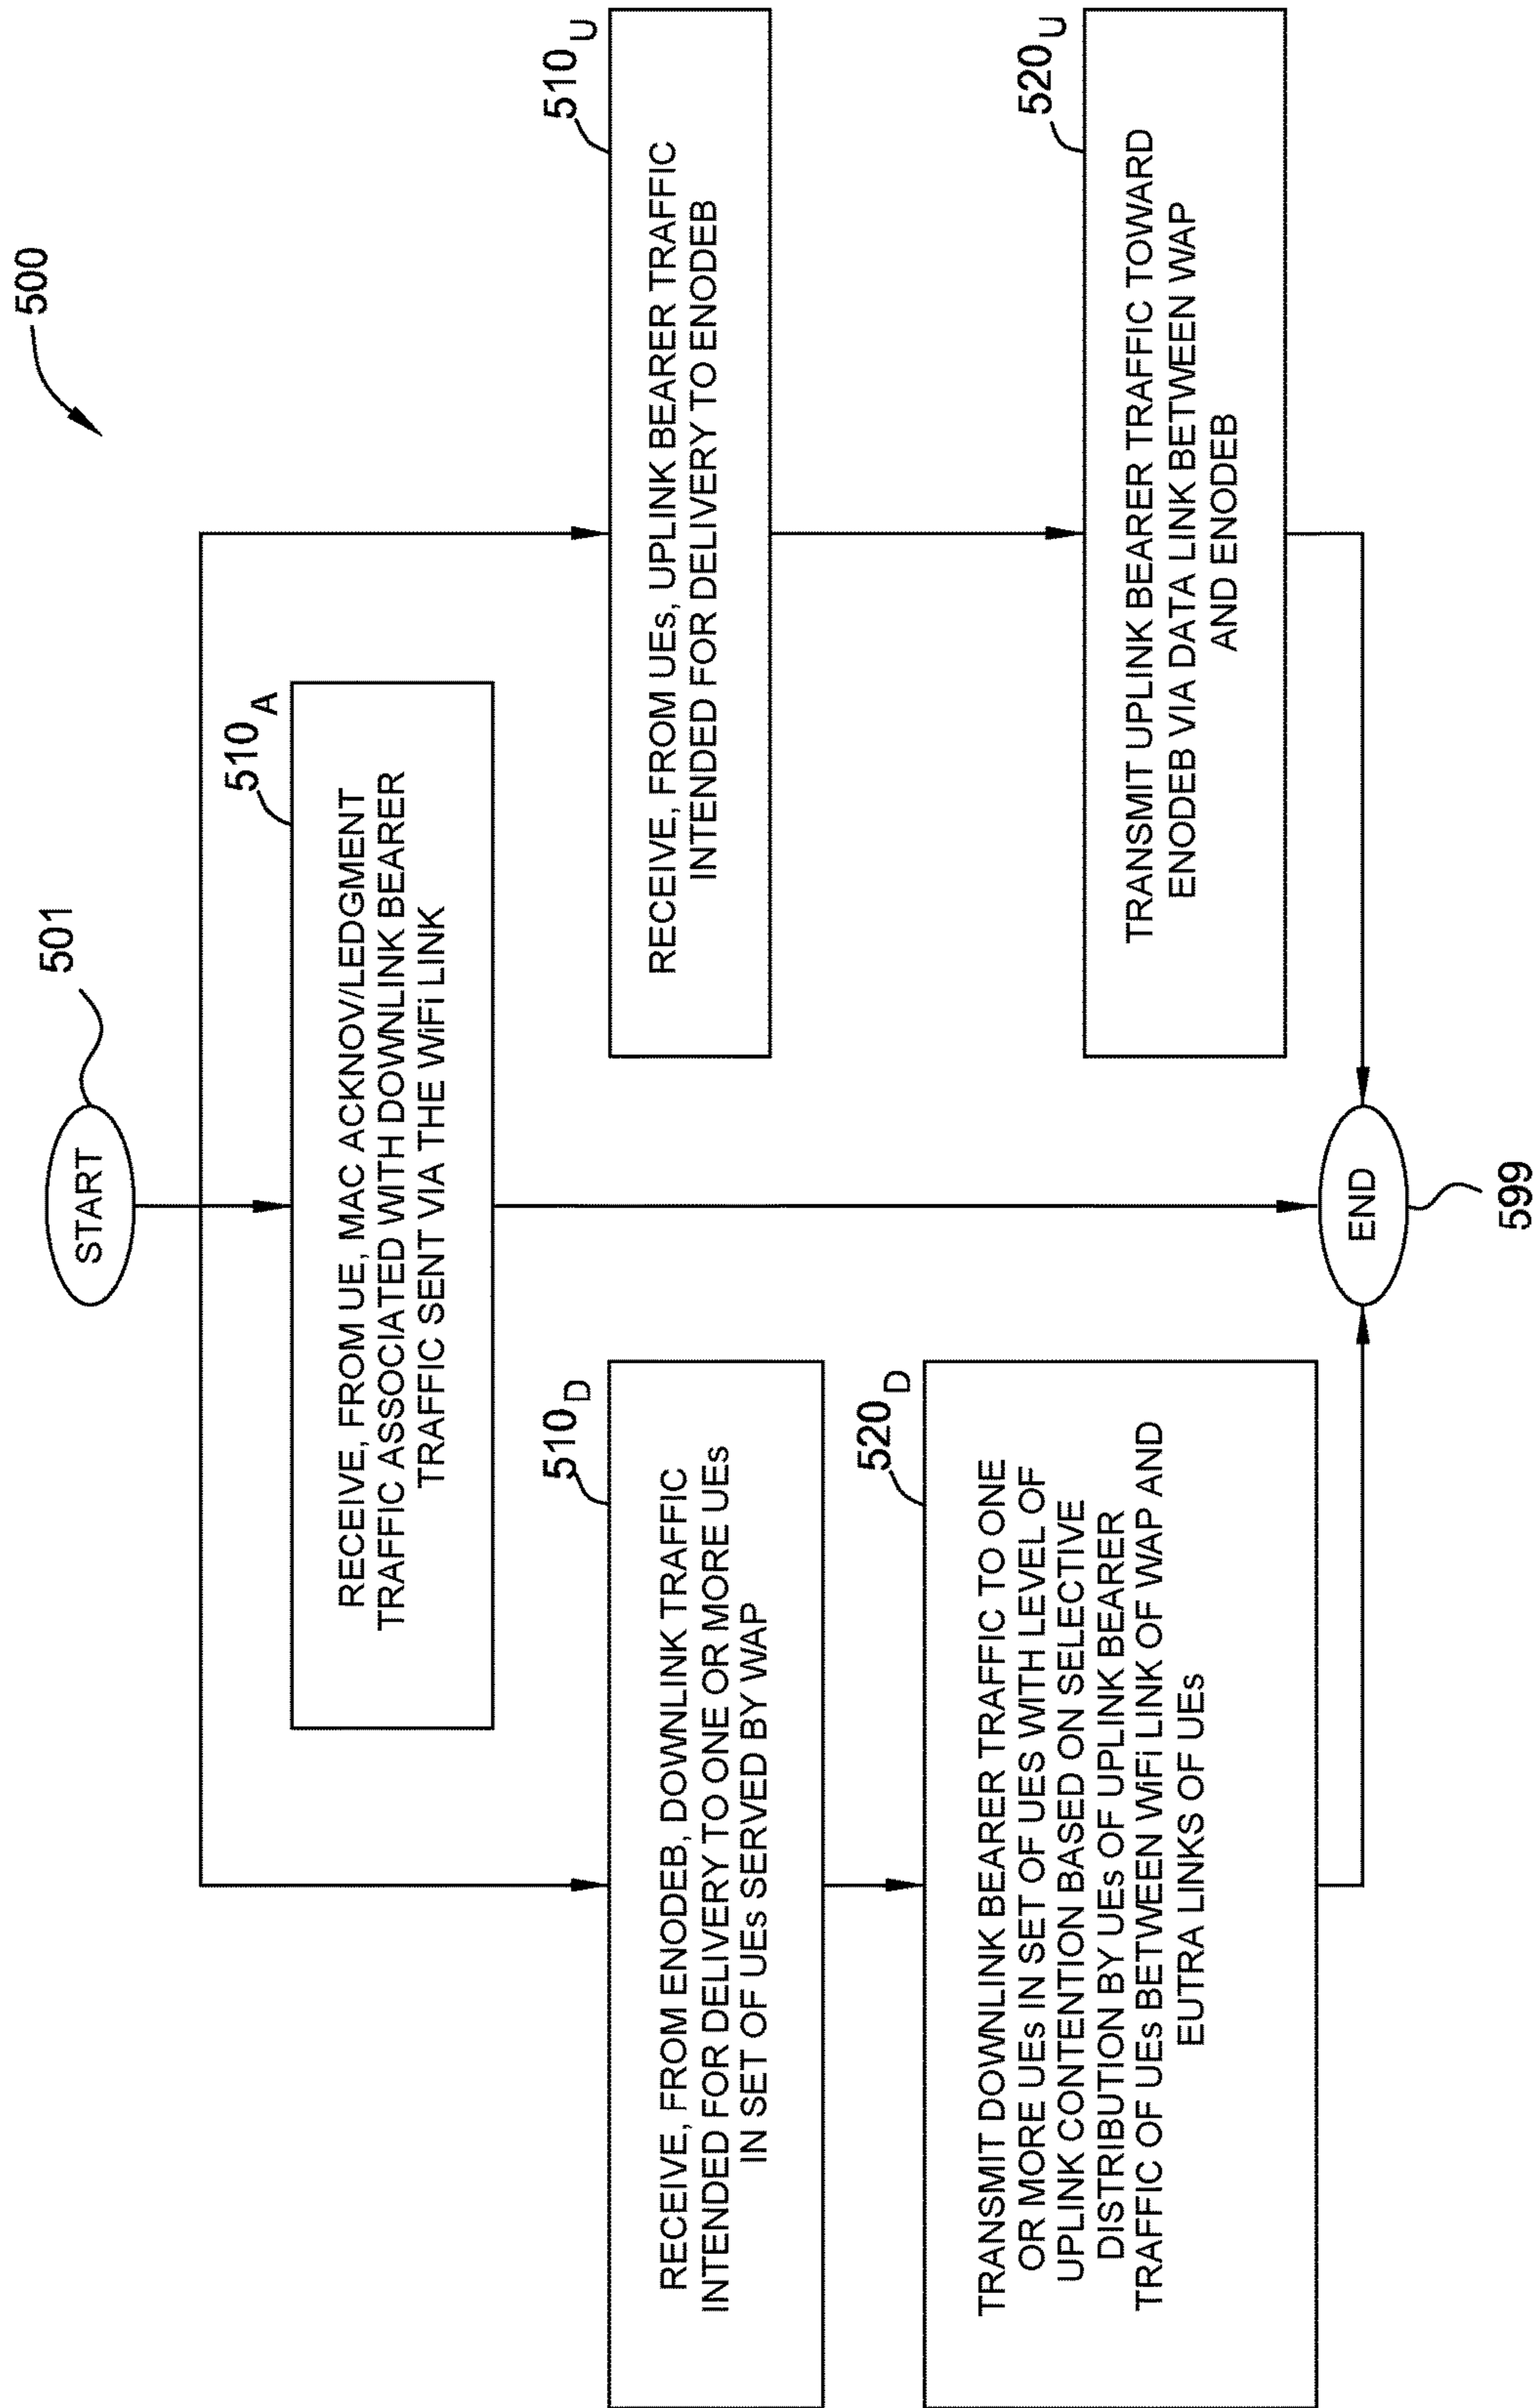 500
START
501
RECEIVE, FROM UE, MAC ACKNOV/LEDGMENT
TRAFFIC ASSOCIATED WITH DOWNLINK BEARER
TRAFFIC SENT VIA THE WiFi LINK
510A
RECEIVE, FROM ENODEB, DOWNLINK TRAFFIC
INTENDED FOR DELIVERY TO ONE OR MORE UEs
IN SET OF UEs SERVED BY WAP
510D
TRANSMIT DOWNLINK BEARER TRAFFIC TO ONE
OR MORE UEs IN SET OF UEs WITH LEVEL OF
UPLINK CONTENTION BASED ON SELECTIVE
DISTRIBUTION BY UEs OF UPLINK BEARER
TRAFFIC OF UEs BETWEEN WiFi LINK OF WAP AND
EUTRA LINKS OF UEs
520D
RECEIVE, FROM UEs, UPLINK BEARER TRAFFIC
INTENDED FOR DELIVERY TO ENODEB
510U
TRANSMIT UPLINK BEARER TRAFFIC TOWARD
ENODEB VIA DATA LINK BETWEEN WAP
AND ENODEB
520U
END
599